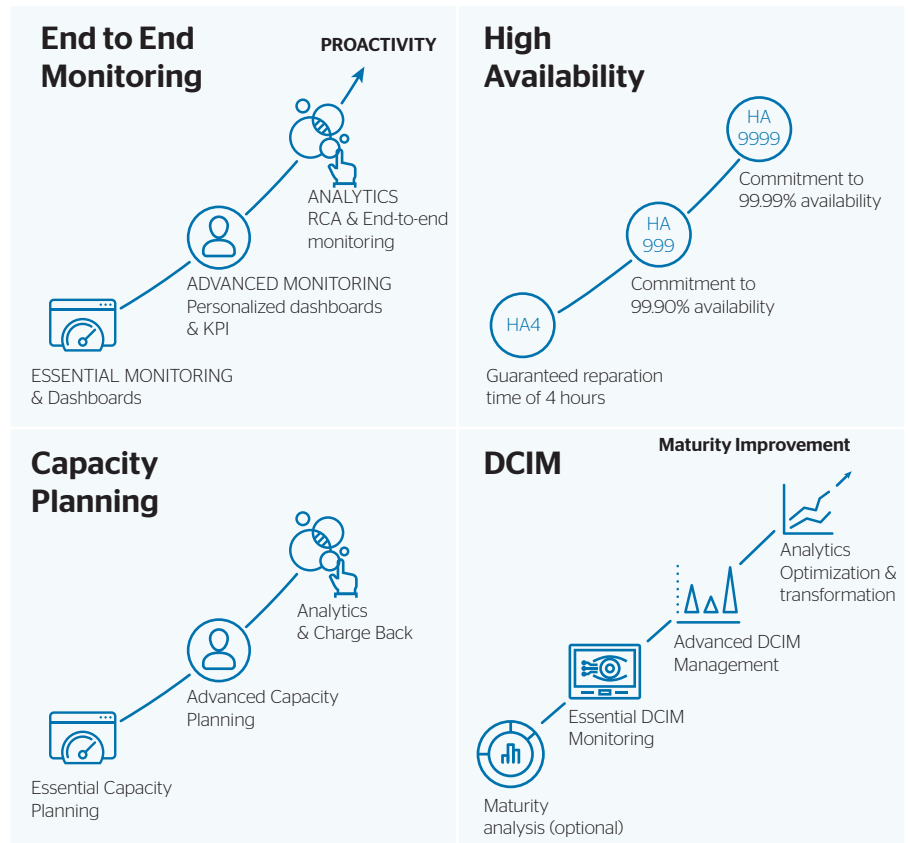 End to End
Monitoring
PROACTIVITY
ANALYTICS
RCA & End-to-end
monitoring
ADVANCED MONITORING
Personalized dashboards
& KPI
ESSENTIAL MONITORING
& Dashboards
High
Availability
HA
9999
Commitment to
99.99% availability
HA
999
Commitment to
99.90% availability
HA4
Guaranteed reparation
time of 4 hours
Capacity
Planning
Analytics
& Charge Back
Advanced Capacity
Planning
Essential Capacity
Planning
DCIM
Maturity Improvement
Analytics
Optimization &
transformation
Advanced DCIM
Management
Essential DCIM
Monitoring
Maturity
analysis (optional)